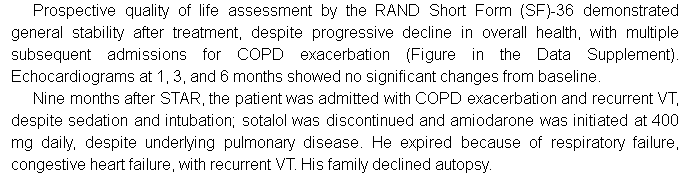 Prospective quality of life assessment by the RAND Short Form (SF)-36 demonstrated
general stability after treatment, despite progressive decline in overall health, with multiple
subsequent admissions for COPD exacerbation (Figure in the Data Supplement).
Echocardiograms at 1, 3, and 6 months showed no significant changes from baseline.
Nine months after STAR, the patient was admitted with COPD exacerbation and recurrent VT,
despite sedation and intubation; sotalol was discontinued and amiodarone was initiated at 400
mg daily, despite underlying pulmonary disease. He expired because of respiratory failure,
congestive heart failure, with recurrent VT. His family declined autopsy.